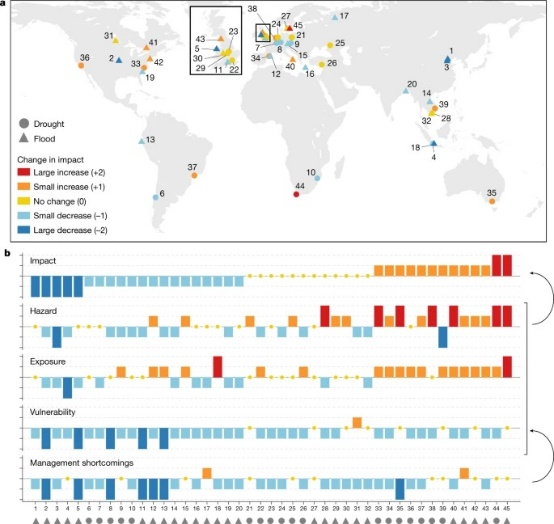 a
38
27
17
24
45
31
41
43
23
21
5
25
36
2
42
7
8
9
1
30
15
33
34
3
29
40
26
19
11
22
12
16
20
14
39
13
32
28
18
4
37
10
6
44
35
Drought
Flood
Change in impact
Large increase (+2)
Small increase (+1)
No change (0)
Small decrease (−1)
Large decrease (−2)
b
Impact
Hazard
Exposure
Vulnerability
Management shortcomings
1 2 3 4 5 6 7 8 9 10 11 12 13 14 15 16 17 18 19 20 21 22 23 24 25 26 27 28 29 30 31 32 33 34 35 36 37 38 39 40 41 42 43 44 45